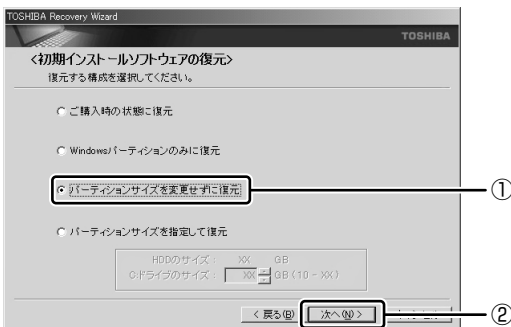 TOSHIBA Recovery Wizard
TOSHIBA
<初期インストールソフトウェアの復元>
復元する構成を選択してください。
ご購入時の状態に復元
Windowsパーティションのみに復元
パーティションサイズを変更せずに復元
①
パーティションサイズを指定して復元
HDDのサイズ： XX GB
C:ドライブのサイズ： XX GB (10 - XX)
< 戻る(B) 次へ(N) >
②